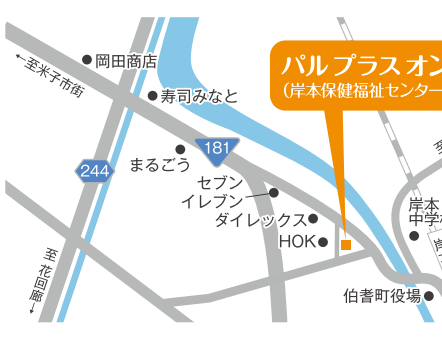 岡田商店
←至米子市街
寿司みなと
パル プラス オン
（岸本保健福祉センター
181
まるごう
244
セブン
イレブン
ダイレックス
HOK
至
岸本
中学校
岸
至 花回廊→
伯耆町役場